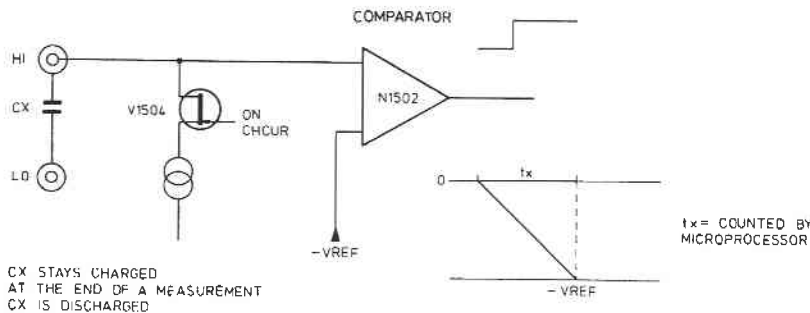 COMPARATOR
HI
CX
LO
V1504
ON
CHCUR
N1502
-VREF
0
tx
-VREF
tx= COUNTED BY
MICROPROCESSOR
CX STAYS CHARGED
AT THE END OF A MEASUREMENT
CX IS DISCHARGED